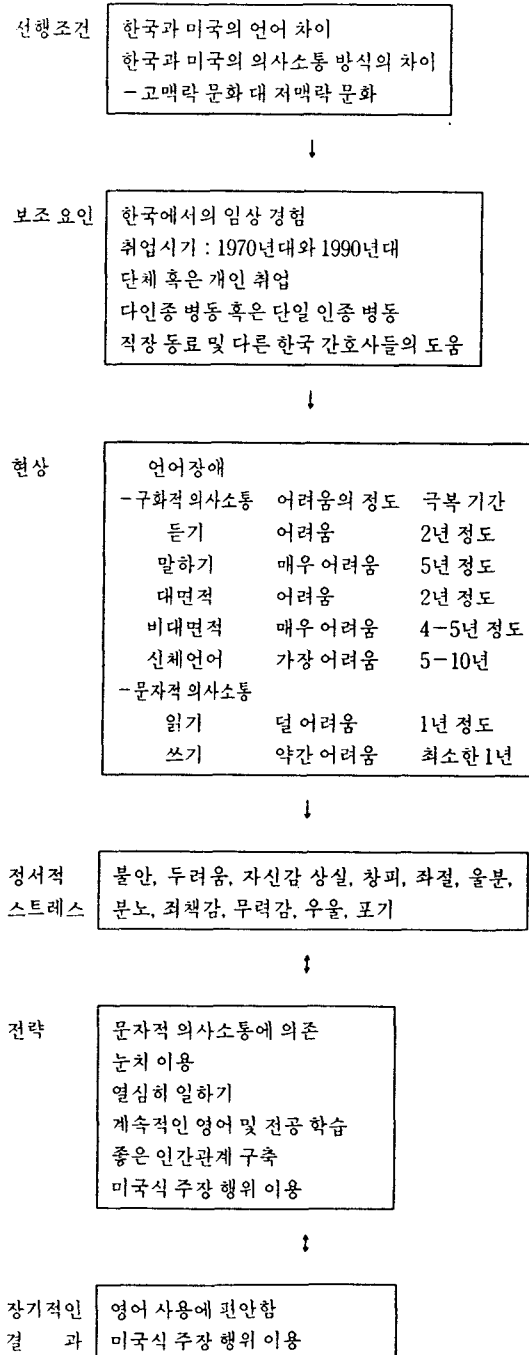 선행조건 한국과 미국의 언어 차이
한국과 미국의 의사소통 방식의 차이
-고맥락 문화 대 저맥락 문화
↓
보조 요인 한국에서의 임상 경험
취업시기 : 1970년대와 1990년대
단체 혹은 개인 취업
다인종 병동 혹은 단일 인종 병동
직장 동료 및 다른 한국 간호사들의 도움
↓
현상 언어장애
-구화적 의사소통 어려움의 정도 극복 기간
듣기 어려움 2년 정도
말하기 매우 어려움 5년 정도
대면적 어려움 2년 정도
비대면적 매우 어려움 4-5년 정도
신체언어 가장 어려움 5-10년
-문자적 의사소통
읽기 덜 어려움 1년 정도
쓰기 약간 어려움 최소한 1년
↓
정서적 불안, 두려움, 자신감 상실, 창피, 좌절, 울분,
스트레스 분노, 죄책감, 무력감, 우울, 포기
↕
전략 문자적 의사소통에 의존
눈치 이용
열심히 일하기
계속적인 영어 및 전공 학습
좋은 인간관계 구축
미국식 주장 행위 이용
↕
장기적인 영어 사용에 편안함
결 과 미국식 주장 행위 이용